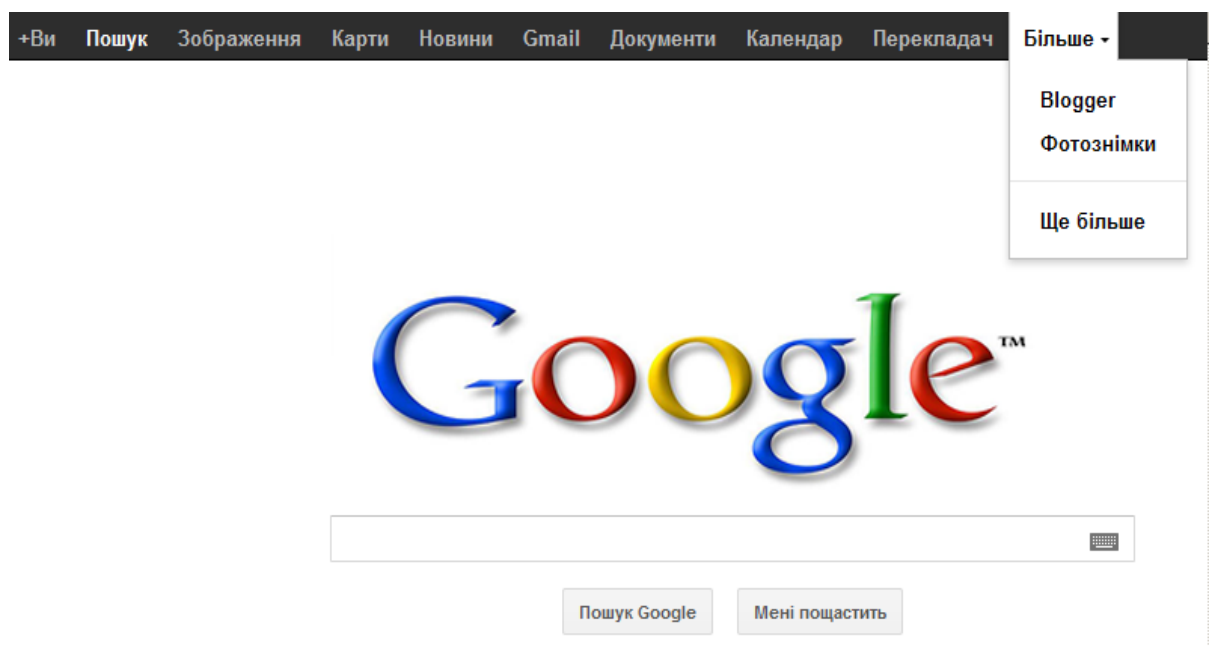 +Ви Пошук Зображення Карти Новини Gmail Документи Календар Перекладач Більше
Blogger
Фотознімки
Ще більше
Google™
Пошук Google Мені пощастить